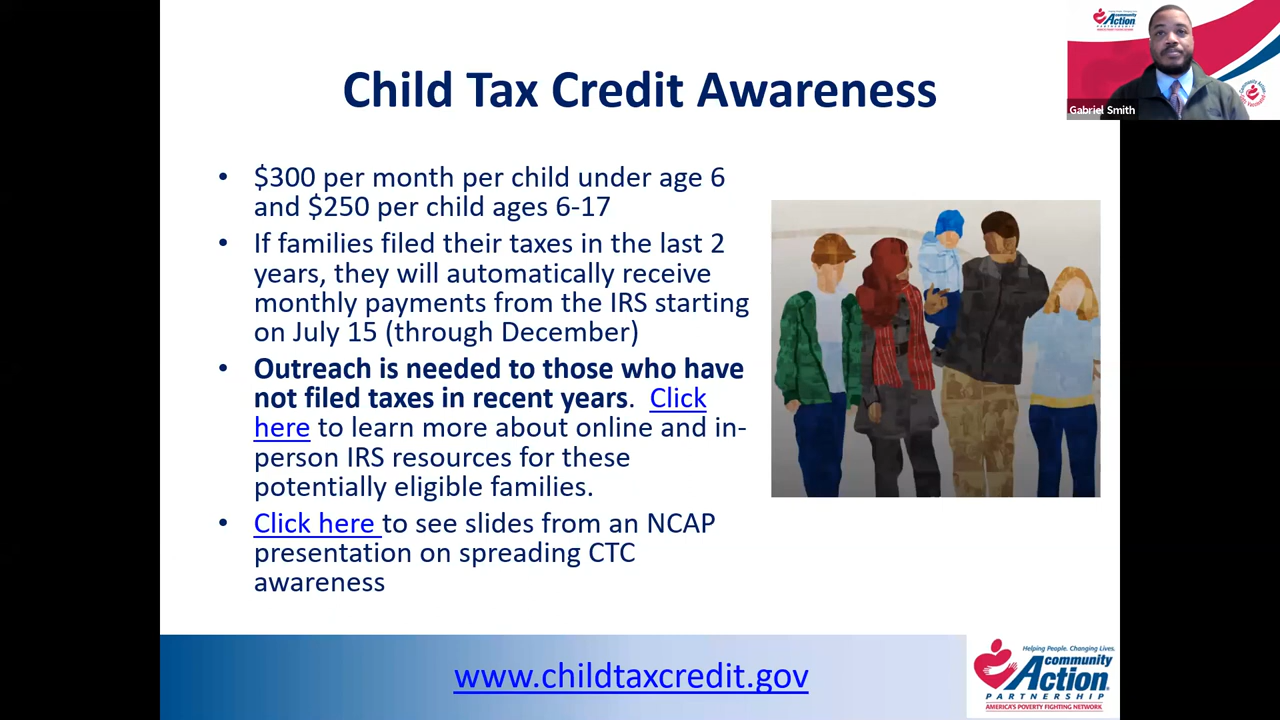 Child Tax Credit Awareness
• $300 per month per child under age 6
and $250 per child ages 6-17
• If families filed their taxes in the last 2
years, they will automatically receive
monthly payments from the IRS starting
on July 15 (through December)
• Outreach is needed to those who have
not filed taxes in recent years. Click
here to learn more about online and in-
person IRS resources for these
potentially eligible families.
• Click here to see slides from an NCAP
presentation on spreading CTC
awareness
www.childtaxcredit.gov
Helping People. Changing Lives.
community
Action
PARTNERSHIP
AMERICA'S POVERTY FIGHTING NETWORK
community
Action
PARTNERSHIP
Gabriel Smith